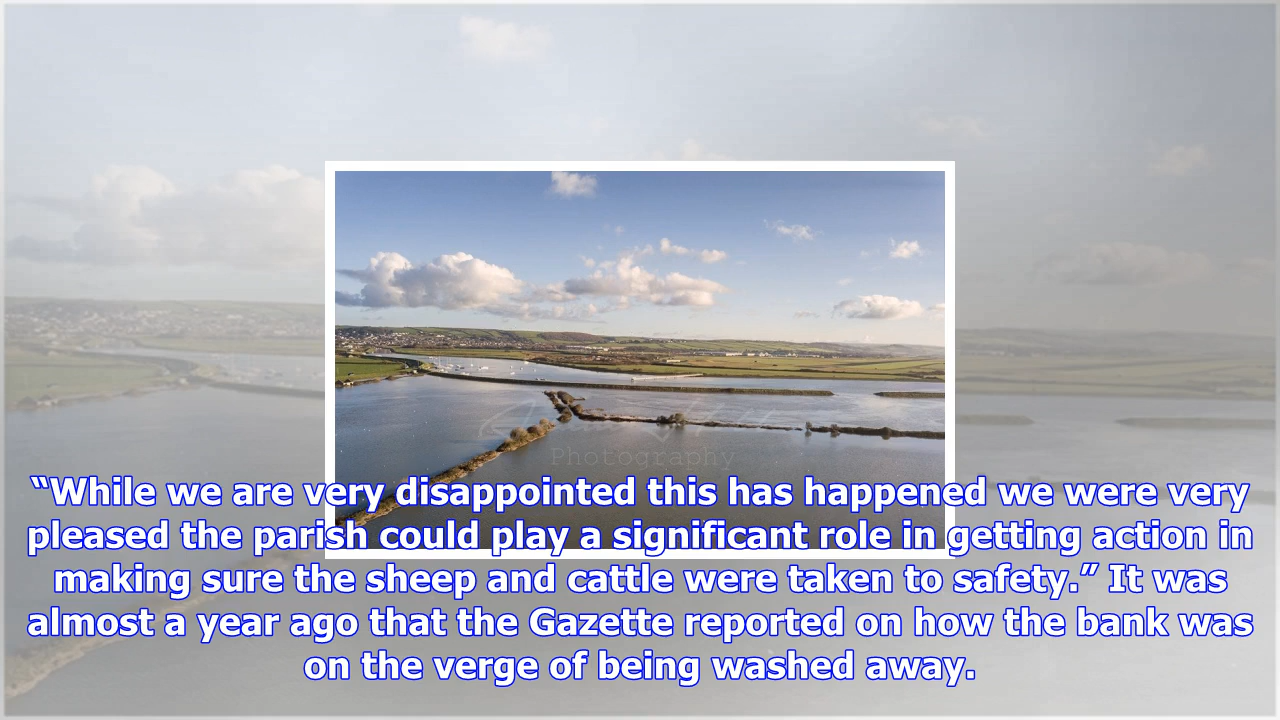 Photography
“While we are very disappointed this has happened we were very
pleased the parish could play a significant role in getting action in
making sure the sheep and cattle were taken to safety.” It was
almost a year ago that the Gazette reported on how the bank was
on the verge of being washed away.